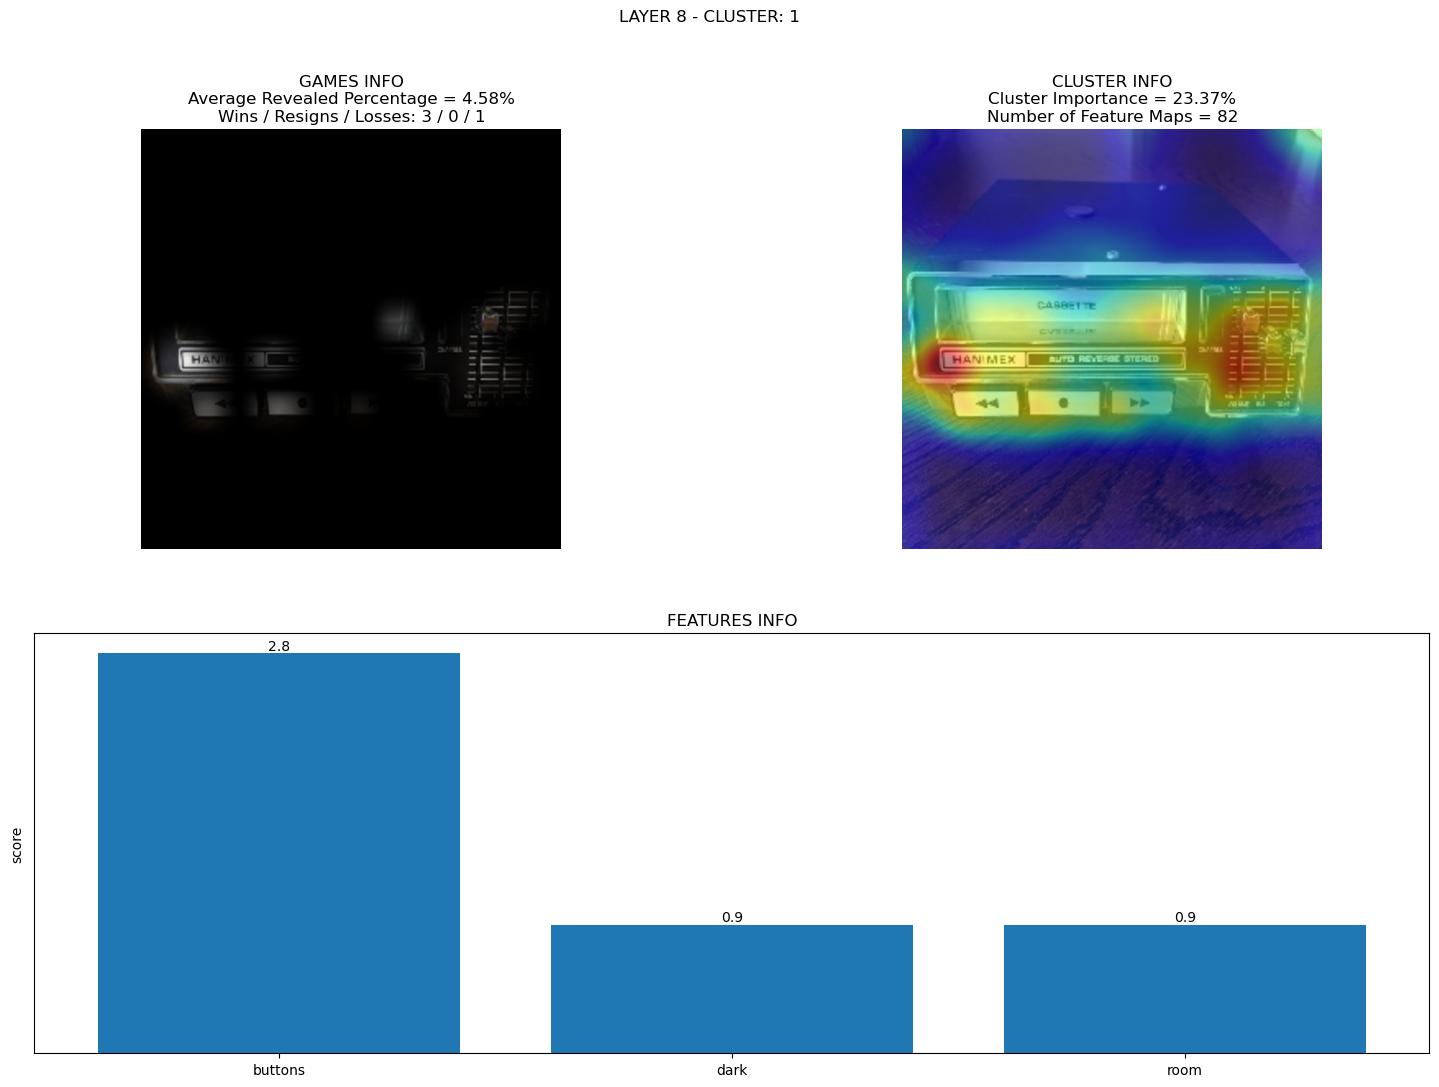 LAYER 8 - CLUSTER: 1
GAMES INFO
Average Revealed Percentage = 4.58%
Wins / Resigns / Losses: 3 / 0 / 1
HANIMEX
CLUSTER INFO
Cluster Importance = 23.37%
Number of Feature Maps = 82
CASSETTE
HANIMEX
AUTO REVERSE STEREO
FEATURES INFO
score
2.8
0.9
0.9
buttons
dark
room